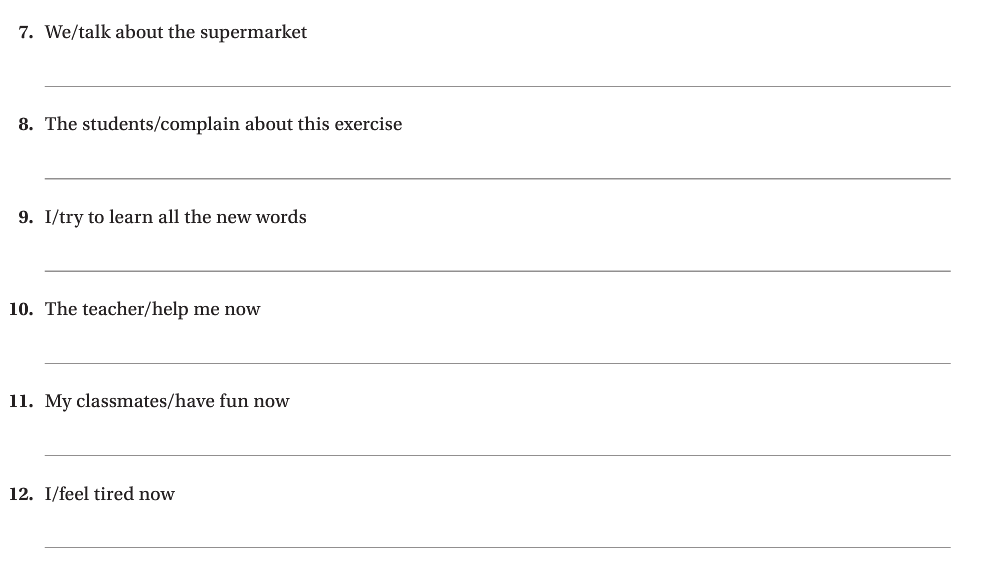 7. We/talk about the supermarket
8. The students/complain about this exercise
9. I/try to learn all the new words
10. The teacher/help me now
11. My classmates/have fun now
12. I/feel tired now